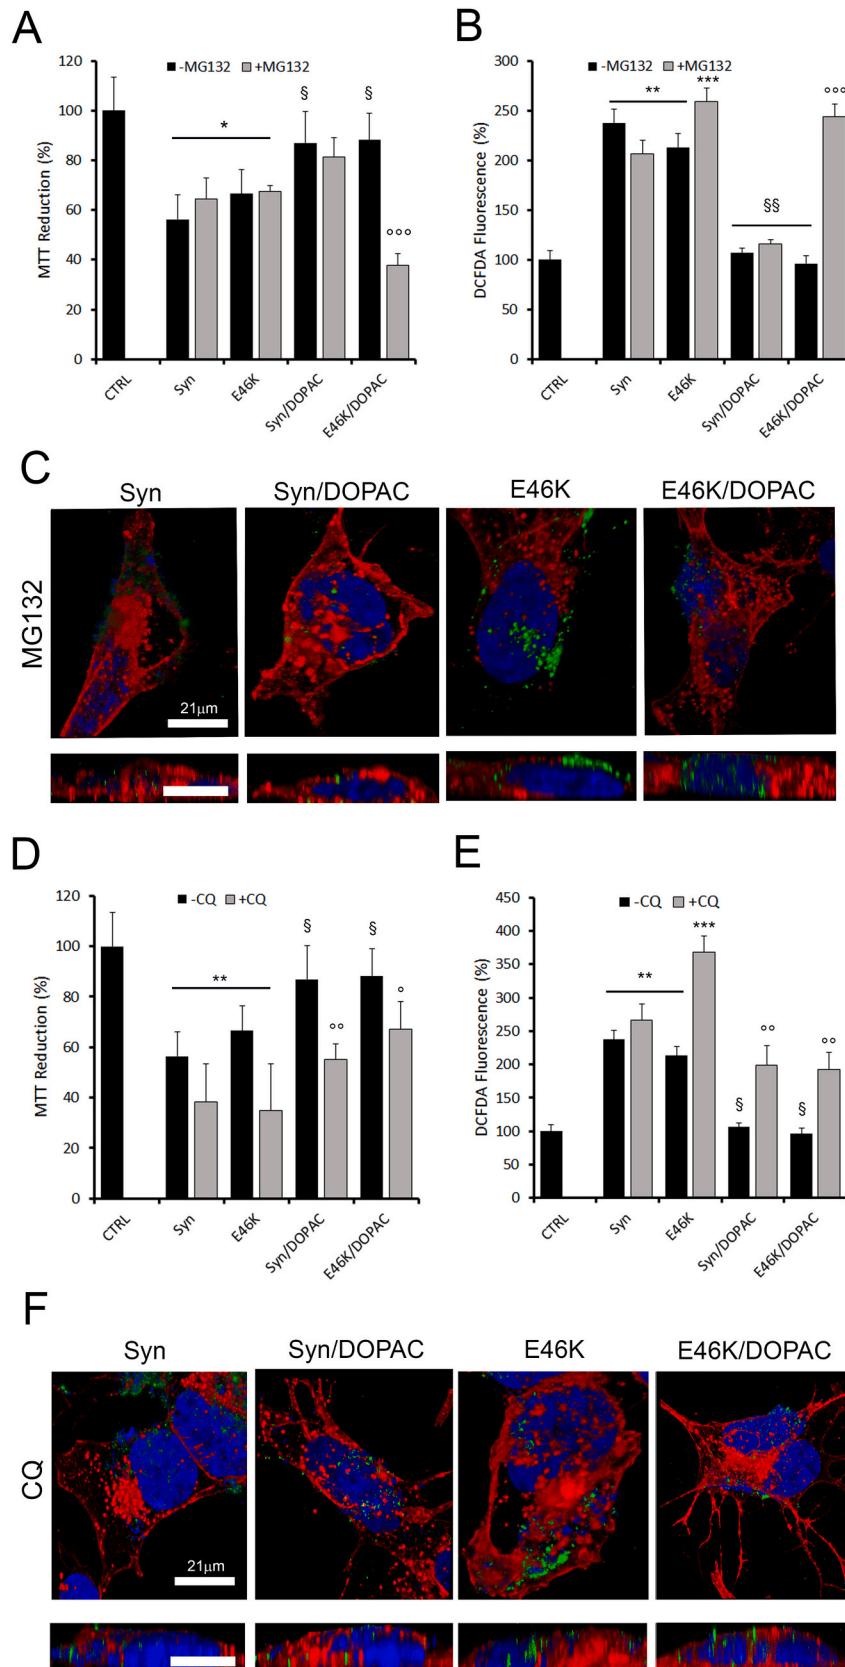 A
-MG132 +MG132
MTT Reduction (%)
120
100
80
60
40
20
0
*
§
§
°°°
CTRL
Syn
E46K
Syn/DOPAC
E46K/DOPAC
B
-MG132 +MG132
DCFDA Fluorescence (%)
300
250
200
150
100
50
0
**
***
§§
°°°
CTRL
Syn
E46K
Syn/DOPAC
E46K/DOPAC
C
Syn
Syn/DOPAC
E46K
E46K/DOPAC
MG132
21μm
D
-CQ +CQ
MTT Reduction (%)
120
100
80
60
40
20
0
**
§
°°
§
°
CTRL
Syn
E46K
Syn/DOPAC
E46K/DOPAC
E
-CQ +CQ
DCFDA Fluorescence (%)
450
400
350
300
250
200
150
100
50
0
**
***
§
°°
§
°°
CTRL
Syn
E46K
Syn/DOPAC
E46K/DOPAC
F
Syn
Syn/DOPAC
E46K
E46K/DOPAC
CQ
21μm